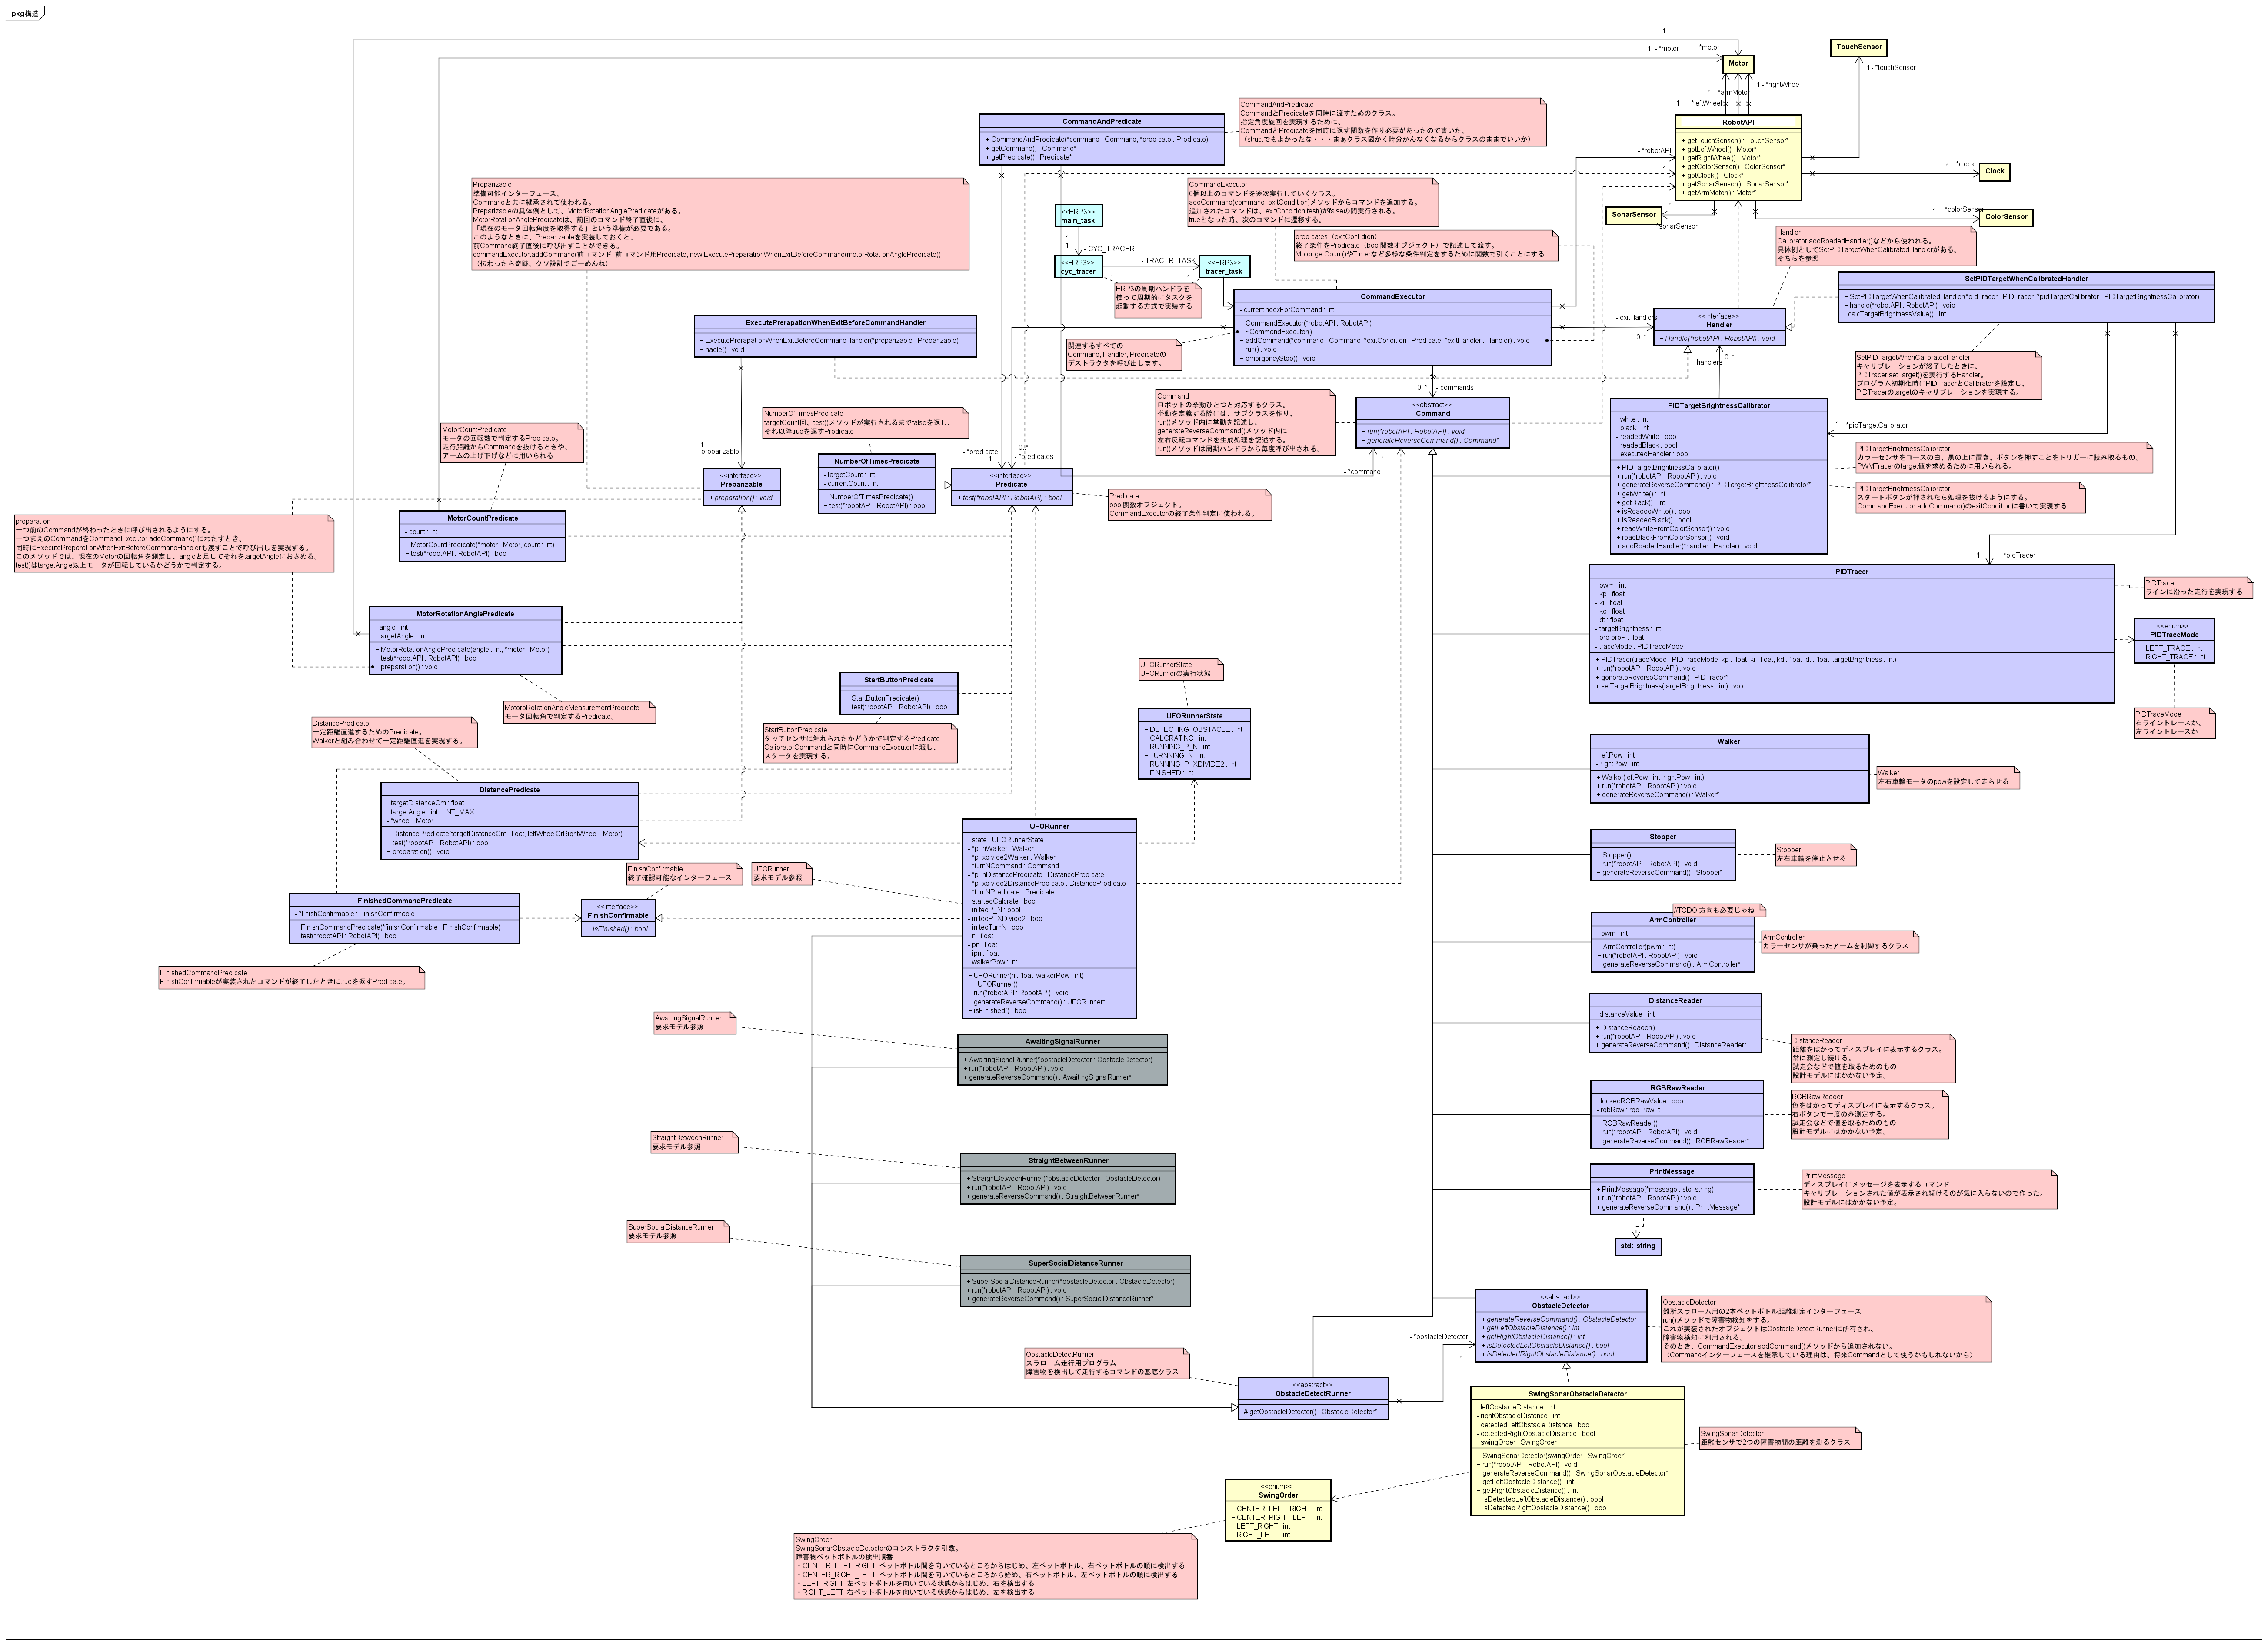 pkg 構造
1
1
- *motor
- *motor
Motor
TouchSensor
1
- *touchSensor
1
- *rightWheel
1
- *armMotor
1
- *leftWheel
RobotAPI
+ getTouchSensor() : TouchSensor*
+ getLeftWheel() : Motor*
+ getRightWheel() : Motor*
+ getColorSensor() : ColorSensor*
+ getClock() : Clock*
+ getSonarSensor() : SonarSensor*
+ getArmMotor() : Motor*
- *robotAPI
1
- *clock
Clock
1
- *colorSensor
ColorSensor
SonarSensor
1
- *sonarSensor
CommandAndPredicate
+ CommandAndPredicate(*command : Command, *predicate : Predicate)
+ getCommand() : Command*
+ getPredicate() : Predicate*
CommandAndPredicate
CommandとPredicateを同時に渡すためのクラス。
指定角度旋回を実現するために、
CommandとPredicateを同時に返す関数を作り必要があったので書いた。
（structでもよかったな・・・まぁクラス図かく時分かんなくなるからクラスのままでいいか）
Preparizable
準備可能インターフェース。
Commandと共に継承されて使われる。
Preparizableの具体例として、MotorRotationAnglePredicateがある。
MotorRotationAnglePredicateは、前回のコマンド終了直後に、
「現在のモータ回転角度を取得する」という準備が必要である。
このようなときに、Preparizableを実装しておくと、
前Command終了直後に呼び出すことができる。
commandExecutor.addCommand(前コマンド, 前コマンド用Predicate, new ExecutePreparationWhenExitBeforeCommand(motorRotationAnglePredicate))
（伝わったら奇跡。クソ設計でごーめんね）
CommandExecutor
0個以上のコマンドを逐次実行していくクラス。
addCommand(command, exitCondition)メソッドからコマンドを追加する。
追加されたコマンドは、exitCondition.test()がfalseの間実行される。
trueとなった時、次のコマンドに遷移する。
predicates（exitContidion）
終了条件をPredicate（bool関数オブジェクト）で記述して渡す。
Motor.getCount()やTimerなど多様な条件判定をするために関数で引くことにする
<<HRP3>>
main_task
1
1
- CYC_TRACER
<<HRP3>>
cyc_tracer
- TRACER_TASK
1
1
<<HRP3>>
tracer_task
HRP3の周期ハンドラを
使って周期的にタスクを
起動する方式で実装する
Handler
Calibrator.addRoadedHandler()などから使われる。
具体例としてSetPIDTargetWhenCalibratedHandlerがある。
そちらを参照
CommandExecutor
- currentIndexForCommand : int
+ CommandExecutor(*robotAPI : RobotAPI)
+ ~CommandExecutor()
+ addCommand(*command : Command, *exitCondition : Predicate, *exitHandler : Handler) : void
+ run() : void
+ emergencyStop() : void
関連するすべての
Command, Handler, Predicateの
デストラクタを呼び出します。
- exitHandlers
0..*
<<interface>>
Handler
+ Handle(*robotAPI : RobotAPI) : void
- handlers
0..*
SetPIDTargetWhenCalibratedHandler
+ SetPIDTargetWhenCalibratedHandler(*pidTracer : PIDTracer, *pidTargetCalibrator : PIDTargetBrightnessCalibrator)
+ handle(*robotAPI : RobotAPI) : void
- calcTargetBrightnessValue() : int
SetPIDTargetWhenCalibratedHandler
キャリブレーションが終了したときに、
PIDTracer.setTarget()を実行するHandler。
プログラム初期化時にPIDTracerとCalibratorを設定し、
PIDTracerのtargetのキャリブレーションを実現する。
ExecutePrerapationWhenExitBeforeCommandHandler
+ ExecutePrerapationWhenExitBeforeCommandHandler(*preparizable : Preparizable)
+ hadle() : void
0..*
- commands
Command
ロボットの挙動ひとつと対応するクラス。
挙動を定義する際には、サブクラスを作り、
run()メソッド内に挙動を記述し、
generateReverseCommand()メソッド内に
左右反転コマンドを生成処理を記述する。
run()メソッドは周期ハンドラから毎度呼び出される。
<<abstract>>
Command
+ run(*robotAPI : RobotAPI) : void
+ generateReverseCommand() : Command*
1
- *command
PIDTargetBrightnessCalibrator
- white : int
- black : int
- readedWhite : bool
- readedBlack : bool
- executedHandler : bool
+ PIDTargetBrightnessCalibrator()
+ run(*robotAPI : RobotAPI) : void
+ generateReverseCommand() : PIDTargetBrightnessCalibrator*
+ getWhite() : int
+ getBlack() : int
+ isReadedWhite() : bool
+ isReadedBlack() : bool
+ readWhiteFromColorSensor() : void
+ readBlackFromColorSensor() : void
+ addRoadedHandler(*handler : Handler) : void
1
- *pidTargetCalibrator
PIDTargetBrightnessCalibrator
カラーセンサをコースの白、黒の上に置き、ボタンを押すことをトリガーに読み取るもの。
PWMTracerのtarget値を求めるために用いられる。
PIDTargetBrightnessCalibrator
スタートボタンが押されたら処理を抜けるようにする。
CommandExecutor.addCommand()のexitConditionに書いて実現する
MotorCountPredicate
モータの回転数で判定するPredicate。
走行距離からCommandを抜けるときや、
アームの上げ下げなどに用いられる
NumberOfTimesPredicate
targetCount回、test()メソッドが実行されるまでfalseを返し、
それ以降trueを返すPredicate
1
- preparizable
<<interface>>
Preparizable
+ preparation() : void
NumberOfTimesPredicate
- targetCount : int
- currentCount : int
+ NumberOfTimesPredicate()
+ test(*robotAPI : RobotAPI) : bool
- *predicate
1
0..*
- *predicates
<<interface>>
Predicate
+ test(*robotAPI : RobotAPI) : bool
Predicate
bool関数オブジェクト。
CommandExecutorの終了条件判定に使われる。
preparation
一つ前のCommandが終わったときに呼び出されるようにする。
一つまえのCommandをCommandExecutor.addCommand()にわたすとき、
同時にExecutePreparationWhenExitBeforeCommandHandlerも渡すことで呼び出しを実現する。
このメソッドでは、現在のMotorの回転角を測定し、angleと足してそれをtargetAngleにおさめる。
test()はtargetAngle以上モータが回転しているかどうかで判定する。
MotorCountPredicate
- count : int
+ MotorCountPredicate(*motor : Motor, count : int)
+ test(*robotAPI : RobotAPI) : bool
1
- *pidTracer
PIDTracer
- pwm : int
- kp : float
- ki : float
- kd : float
- dt : float
- targetBrightness : int
- breforeP : float
- traceMode : PIDTraceMode
+ PIDTracer(traceMode : PIDTraceMode, kp : float, ki : float, kd : float, dt : float, targetBrightness : int)
+ run(*robotAPI : RobotAPI) : void
+ generateReverseCommand() : PIDTracer*
+ setTargetBrightness(targetBrightness : int) : void
PIDTracer
ラインに沿った走行を実現する
<<enum>>
PIDTraceMode
+ LEFT_TRACE : int
+ RIGHT_TRACE : int
PIDTraceMode
右ライントレースか、
左ライントレースか
MotorRotationAnglePredicate
- angle : int
- targetAngle : int
+ MotorRotationAnglePredicate(angle : int, *motor : Motor)
+ test(*robotAPI : RobotAPI) : bool
+ preparation() : void
MotoroRotationAngleMeasurementPredicate
モータ回転角で判定するPredicate。
StartButtonPredicate
+ StartButtonPredicate()
+ test(*robotAPI : RobotAPI) : bool
StartButtonPredicate
タッチセンサに触れられたかどうかで判定するPredicate
CalibratorCommandと同時にCommandExecutorに渡し、
スタータを実現する。
UFORunnerState
UFORunnerの実行状態
UFORunnerState
+ DETECTING_OBSTACLE : int
+ CALCRATING : int
+ RUNNING_P_N : int
+ TURNNING_N : int
+ RUNNING_P_XDIVIDE2 : int
+ FINISHED : int
DistancePredicate
一定距離直進するためのPredicate。
Walkerと組み合わせて一定距離直進を実現する。
DistancePredicate
- targetDistanceCm : float
- targetAngle : int = INT_MAX
- *wheel : Motor
+ DistancePredicate(targetDistanceCm : float, leftWheelOrRightWheel : Motor)
+ test(*robotAPI : RobotAPI) : bool
+ preparation() : void
Walker
- leftPow : int
- rightPow : int
+ Walker(leftPow : int, rightPow : int)
+ run(*robotAPI : RobotAPI) : void
+ generateReverseCommand() : Walker*
Walker
左右車輪モータのpowを設定して走らせる
UFORunner
- state : UFORunnerState
- *p_nWalker : Walker
- *p_xdivide2Walker : Walker
- *turnNCommand : Command
- *p_nDistancePredicate : DistancePredicate
- *p_xdivide2DistancePredicate : DistancePredicate
- *turnNPredicate : Predicate
- startedCalcrate : bool
- initedP_N : bool
- initedP_XDivide2 : bool
- initedTurnN : bool
- n : float
- pn : float
- ipn : float
- walkerPow : int
+ UFORunner(n : float, walkerPow : int)
+ ~UFORunner()
+ run(*robotAPI : RobotAPI) : void
+ generateReverseCommand() : UFORunner*
+ isFinished() : bool
FinishConfirmable
終了確認可能なインターフェース
UFORunner
要求モデル参照
FinishedCommandPredicate
- *finishConfirmable : FinishConfirmable
+ FinishCommandPredicate(*finishConfirmable : FinishConfirmable)
+ test(*robotAPI : RobotAPI) : bool
<<interface>>
FinishConfirmable
+ isFinished() : bool
FinishedCommandPredicate
FinishConfirmableが実装されたコマンドが終了したときにtrueを返すPredicate。
Stopper
+ Stopper()
+ run(*robotAPI : RobotAPI) : void
+ generateReverseCommand() : Stopper*
Stopper
左右車輪を停止させる
//TODO 方向も必要じゃね
ArmController
- pwm : int
+ ArmController(pwm : int)
+ run(*robotAPI : RobotAPI) : void
+ generateReverseCommand() : ArmController*
ArmController
カラーセンサが乗ったアームを制御するクラス
DistanceReader
- distanceValue : int
+ DistanceReader()
+ run(*robotAPI : RobotAPI) : void
+ generateReverseCommand() : DistanceReader*
DistanceReader
距離をはかってディスプレイに表示するクラス。
常に測定し続ける。
試走会などで値を取るためのもの
設計モデルにはかかない予定。
AwaitingSignalRunner
要求モデル参照
AwaitingSignalRunner
+ AwaitingSignalRunner(*obstacleDetector : ObstacleDetector)
+ run(*robotAPI : RobotAPI) : void
+ generateReverseCommand() : AwaitingSignalRunner*
RGBRawReader
- lockedRGBRawValue : bool
- rgbRaw : rgb_raw_t
+ RGBRawReader()
+ run(*robotAPI : RobotAPI) : void
+ generateReverseCommand() : RGBRawReader*
RGBRawReader
色をはかってディスプレイに表示するクラス。
右ボタンで一度のみ測定する。
試走会などで値を取るためのもの
設計モデルにはかかない予定。
StraightBetweenRunner
要求モデル参照
StraightBetweenRunner
+ StraightBetweenRunner(*obstacleDetector : ObstacleDetector)
+ run(*robotAPI : RobotAPI) : void
+ generateReverseCommand() : StraightBetweenRunner*
PrintMessage
+ PrintMessage(*message : std::string)
+ run(*robotAPI : RobotAPI) : void
+ generateReverseCommand() : PrintMessage*
PrintMessage
ディスプレイにメッセージを表示するコマンド
キャリブレーションされた値が表示され続けるのが気に入らないので作った。
設計モデルにはかかない予定。
std::string
SuperSocialDistanceRunner
要求モデル参照
SuperSocialDistanceRunner
+ SuperSocialDistanceRunner(*obstacleDetector : ObstacleDetector)
+ run(*robotAPI : RobotAPI) : void
+ generateReverseCommand() : SuperSocialDistanceRunner*
<<abstract>>
ObstacleDetector
+ generateReverseCommand() : ObstacleDetector
+ getLeftObstacleDistance() : int
+ getRightObstacleDistance() : int
+ isDetectedLeftObstacleDistance() : bool
+ isDetectedRightObstacleDistance() : bool
ObstacleDetector
難所スラローム用の2本ペットボトル距離測定インターフェース
run()メソッドで障害物検知をする。
これが実装されたオブジェクトはObstacleDetectRunnerに所有され、
障害物検知に利用される。
そのとき、CommandExecutor.addCommand()メソッドから追加されない。
（Commandインターフェースを継承している理由は、将来Commandとして使うかもしれないから）
- *obstacleDetector
1
ObstacleDetectRunner
スラローム走行用プログラム
障害物を検出して走行するコマンドの基底クラス
<<abstract>>
ObstacleDetectRunner
# getObstacleDetector() : ObstacleDetector*
SwingSonarObstacleDetector
- leftObstacleDistance : int
- rightObstacleDistance : int
- detectedLeftObstacleDistance : bool
- detectedRightObstacleDistance : bool
- swingOrder : SwingOrder
+ SwingSonarDetector(swingOrder : SwingOrder)
+ run(*robotAPI : RobotAPI) : void
+ generateReverseCommand() : SwingSonarObstacleDetector*
+ getLeftObstacleDistance() : int
+ getRightObstacleDistance() : int
+ isDetectedLeftObstacleDistance() : bool
+ isDetectedRightObstacleDistance() : bool
SwingSonarDetector
距離センサで2つの障害物間の距離を測るクラス
<<enum>>
SwingOrder
+ CENTER_LEFT_RIGHT : int
+ CENTER_RIGHT_LEFT : int
+ LEFT_RIGHT : int
+ RIGHT_LEFT : int
SwingOrder
SwingSonarObstacleDetectorのコンストラクタ引数。
障害物ペットボトルの検出順番
・CENTER_LEFT_RIGHT: ペットボトル間を向いているところからはじめ、左ペットボトル、右ペットボトルの順に検出する
・CENTER_RIGHT_LEFT: ペットボトル間を向いているところから始め、右ペットボトル、左ペットボトルの順に検出する
・LEFT_RIGHT: 左ペットボトルを向いている状態からはじめ、右を検出する
・RIGHT_LEFT: 右ペットボトルを向いている状態からはじめ、左を検出する